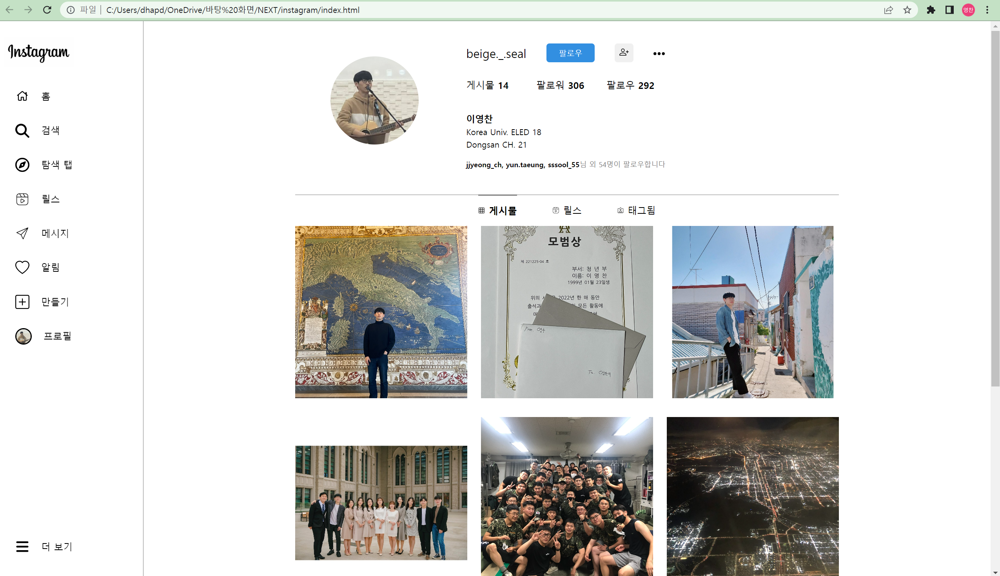 파일 | C:/Users/dhapd/OneDrive/바탕%20화면/NEXT/instagram/index.html
영찬
Instagram
홈
검색
탐색 탭
릴스
메시지
알림
만들기
프로필
더 보기
beige._.seal 팔로우
게시물 14 팔로워 306 팔로우 292
이영찬
Korea Univ. ELED 18
Dongsan CH. 21
jjyeong_ch, yun.taeung, sssool_55님 외 54명이 팔로우합니다
게시물 릴스 태그됨
모범상
제 221225-04 호
부서: 청 년 부
이름: 이 영 찬
1999년 01월 23일생
위의 2022년 한 해 동안
출석과 모든 활동에
From. 영수
To. 영찬이